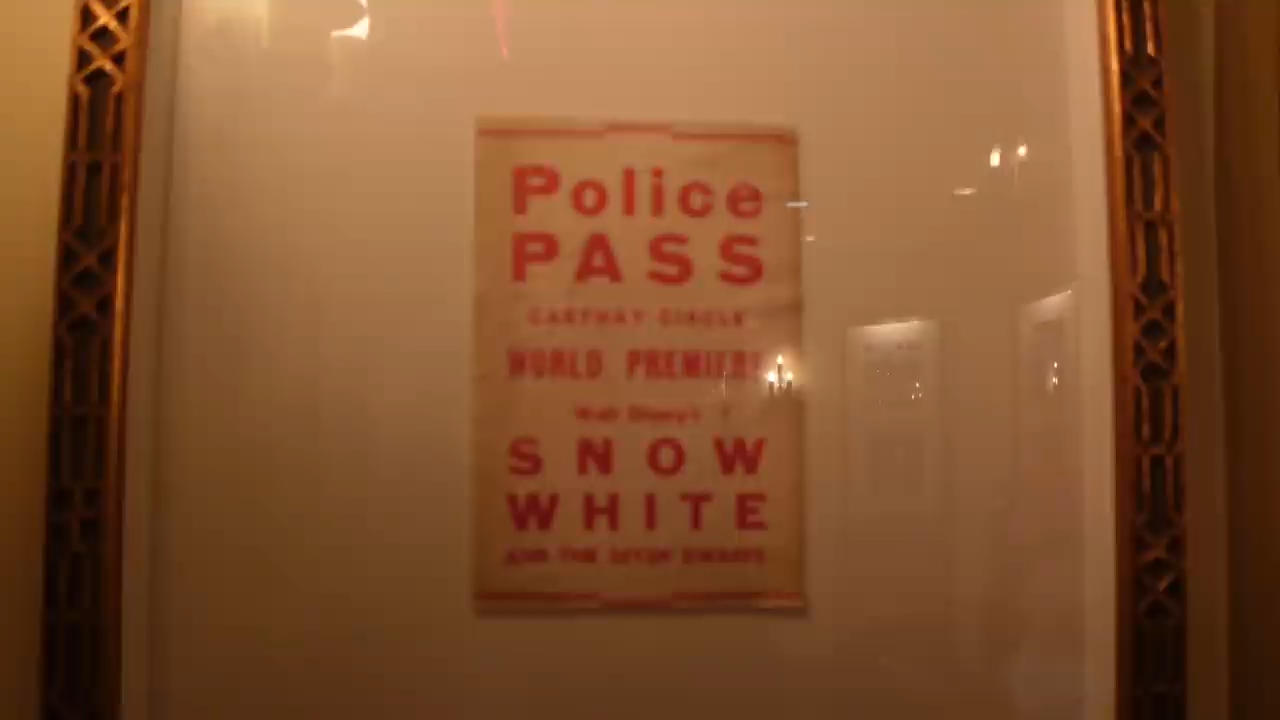 Police
PASS
CARTHAY CIRCLE
WORLD PREMIERE
Walt Disney's
SNOW
WHITE
AND THE SEVEN DWARFS